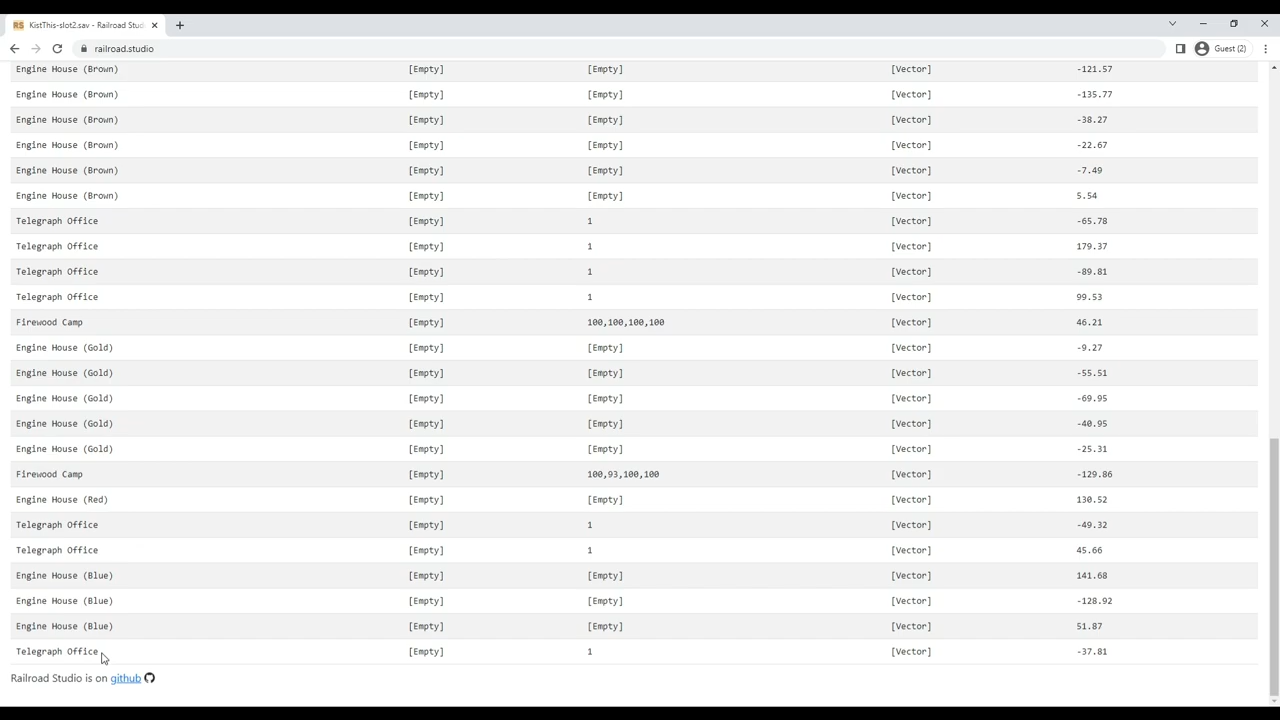 RS KistThis-slot2.sav - Railroad Stud
railroad.studio
Guest (2)
Engine House (Brown) [Empty] [Empty] [Vector] -121.57
Engine House (Brown) [Empty] [Empty] [Vector] -135.77
Engine House (Brown) [Empty] [Empty] [Vector] -38.27
Engine House (Brown) [Empty] [Empty] [Vector] -22.67
Engine House (Brown) [Empty] [Empty] [Vector] -7.49
Engine House (Brown) [Empty] [Empty] [Vector] 5.54
Telegraph Office [Empty] 1 [Vector] -65.78
Telegraph Office [Empty] 1 [Vector] 179.37
Telegraph Office [Empty] 1 [Vector] -89.81
Telegraph Office [Empty] 1 [Vector] 99.53
Firewood Camp [Empty] 100,100,100,100 [Vector] 46.21
Engine House (Gold) [Empty] [Empty] [Vector] -9.27
Engine House (Gold) [Empty] [Empty] [Vector] -55.51
Engine House (Gold) [Empty] [Empty] [Vector] -69.95
Engine House (Gold) [Empty] [Empty] [Vector] -40.95
Engine House (Gold) [Empty] [Empty] [Vector] -25.31
Firewood Camp [Empty] 100,93,100,100 [Vector] -129.86
Engine House (Red) [Empty] [Empty] [Vector] 130.52
Telegraph Office [Empty] 1 [Vector] -49.32
Telegraph Office [Empty] 1 [Vector] 45.66
Engine House (Blue) [Empty] [Empty] [Vector] 141.68
Engine House (Blue) [Empty] [Empty] [Vector] -128.92
Engine House (Blue) [Empty] [Empty] [Vector] 51.87
Telegraph Office [Empty] 1 [Vector] -37.81
Railroad Studio is on github